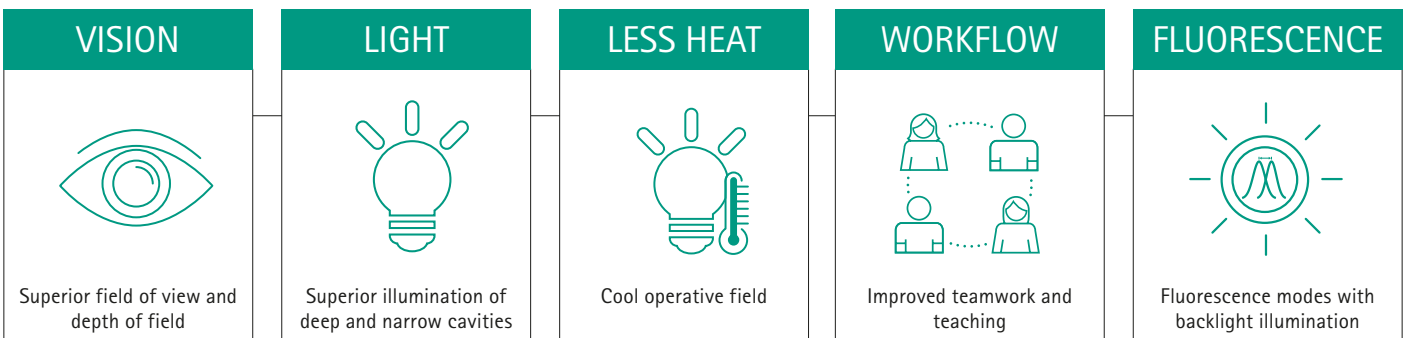 VISION
Superior field of view and
depth of field
LIGHT
Superior illumination of
deep and narrow cavities
LESS HEAT
Cool operative field
WORKFLOW
Improved teamwork and
teaching
FLUORESCENCE
Fluorescence modes with
backlight illumination